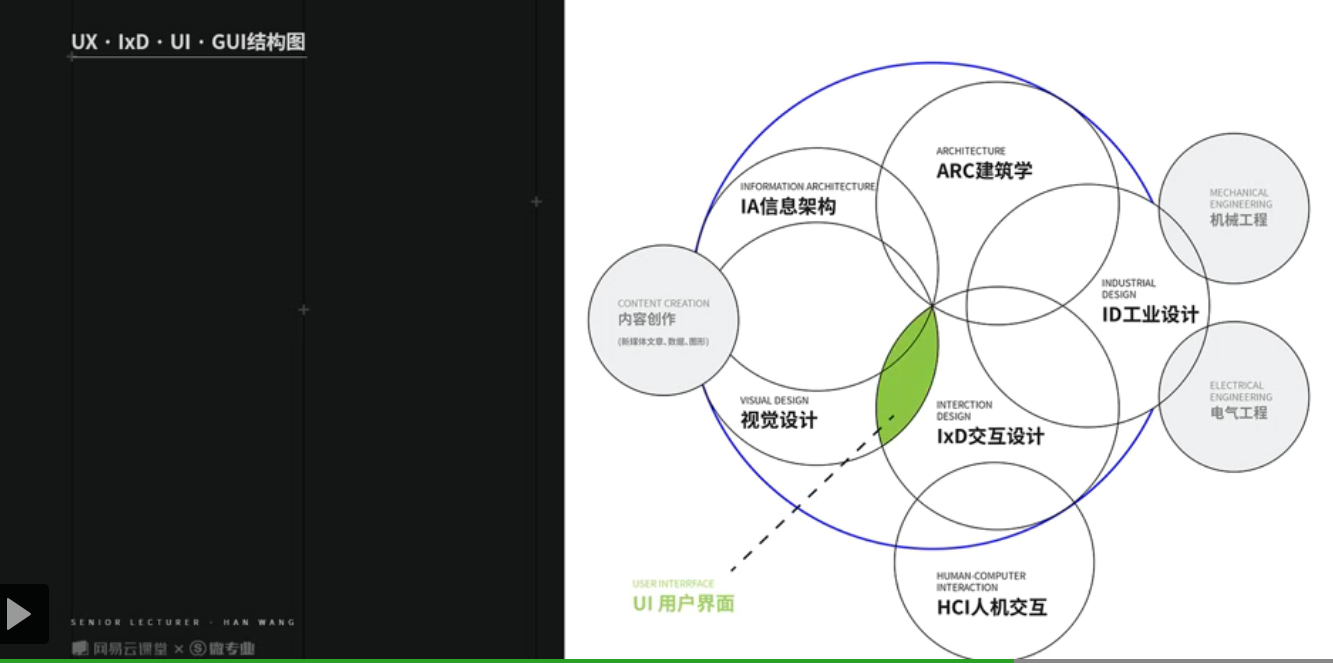 UX · IxD · UI · GUI结构图
ARCHITECTURE
ARC建筑学
INFORMATION ARCHITECTURE
IA信息架构
MECHANICAL
ENGINEERING
机械工程
CONTENT CREATION
内容创作
(新媒体文章、数据、图形)
INDUSTRIAL
DESIGN
ID工业设计
VISUAL DESIGN
视觉设计
INTERCTION
DESIGN
IxD交互设计
ELECTRICAL
ENGINEERING
电气工程
USER INTERRFACE
UI 用户界面
HUMAN-COMPUTER
INTERACTION
HCI人机交互
SENIOR LECTURER · HAN WANG
网易云课堂 × 微专业